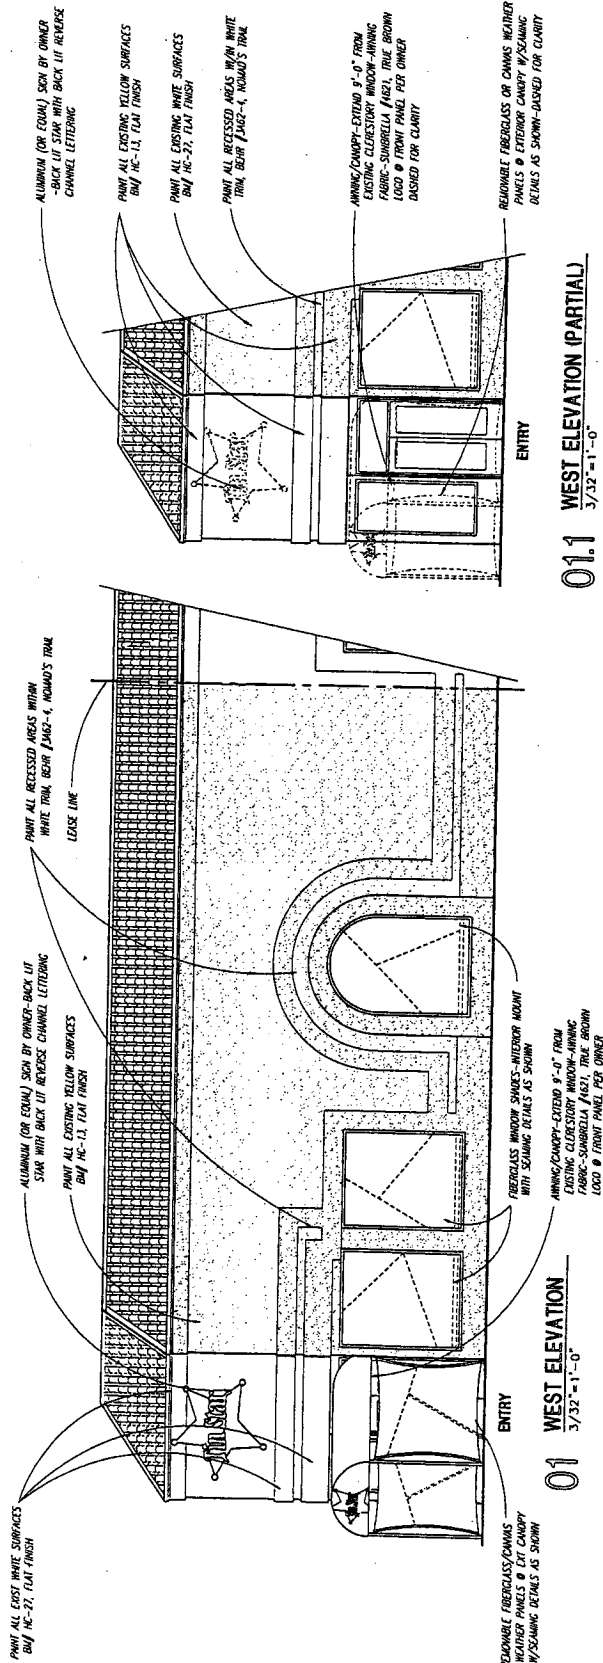 PAINT ALL EXIST WHITE SURFACES
BM# HC-27, FLAT FINISH
ALUMINUM (OR EQUAL) SIGN BY OWNER-BACK LIT
STAR WITH BACK LIT REVERSE CHANNEL LETTERING
PAINT ALL EXISTING YELLOW SURFACES
BM# HC-13, FLAT FINISH
PAINT ALL RECESSED AREAS WITHIN
WHITE TRIM, BEHR #3A62-4, NOMAD'S TRAIL
LEASE LINE
Tin Star
REMOVABLE FIBERGLASS/CANVAS
WEATHER PANELS @ EXT CANOPY
W/SEAMING DETAILS AS SHOWN
ENTRY
FIBERGLASS WINDOW SHADES-INTERIOR MOUNT
WITH SEAMING DETAILS AS SHOWN
AWNING/CANOPY-EXTEND 9'-0" FROM
EXISTING CLERESTORY WINDOW-AWNING
FABRIC-SUNBRELLA #4621, TRUE BROWN
LOGO @ FRONT PANEL PER OWNER
01 WEST ELEVATION
3/32"=1'-0"
ALUMINUM (OR EQUAL) SIGN BY OWNER
-BACK LIT STAR WITH BACK LIT REVERSE
CHANNEL LETTERING
PAINT ALL EXISTING YELLOW SURFACES
BM# HC-13, FLAT FINISH
PAINT ALL EXISTING WHITE SURFACES
BM# HC-27, FLAT FINISH
PAINT ALL RECESSED AREAS W/IN WHITE
TRIM, BEHR #3A62-4, NOMAD'S TRAIL
AWNING/CANOPY-EXTEND 9'-0" FROM
EXISTING CLERESTORY WINDOW-AWNING
FABRIC-SUNBRELLA #4621, TRUE BROWN
LOGO @ FRONT PANEL PER OWNER
DASHED FOR CLARITY
REMOVABLE FIBERGLASS OR CANVAS WEATHER
PANELS @ EXTERIOR CANOPY W/SEAMING
DETAILS AS SHOWN-DASHED FOR CLARITY
ENTRY
01.1 WEST ELEVATION (PARTIAL)
3/32"=1'-0"